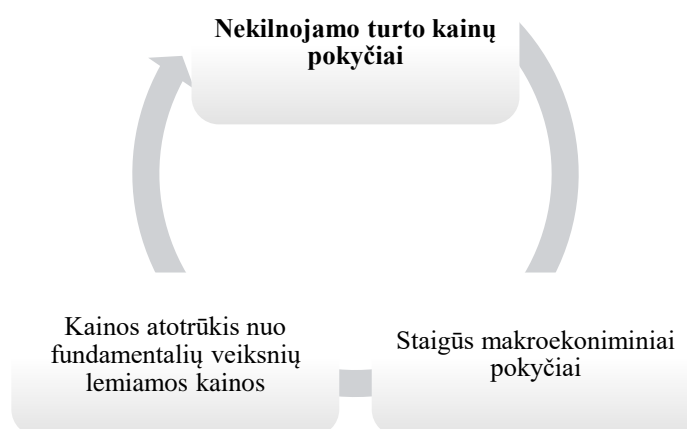 Nekilnojamo turto kainų
pokyčiai
Kainos atotrūkis nuo
fundamentalių veiksnių
lemiamos kainos
Staigūs makroekoniminiai
pokyčiai